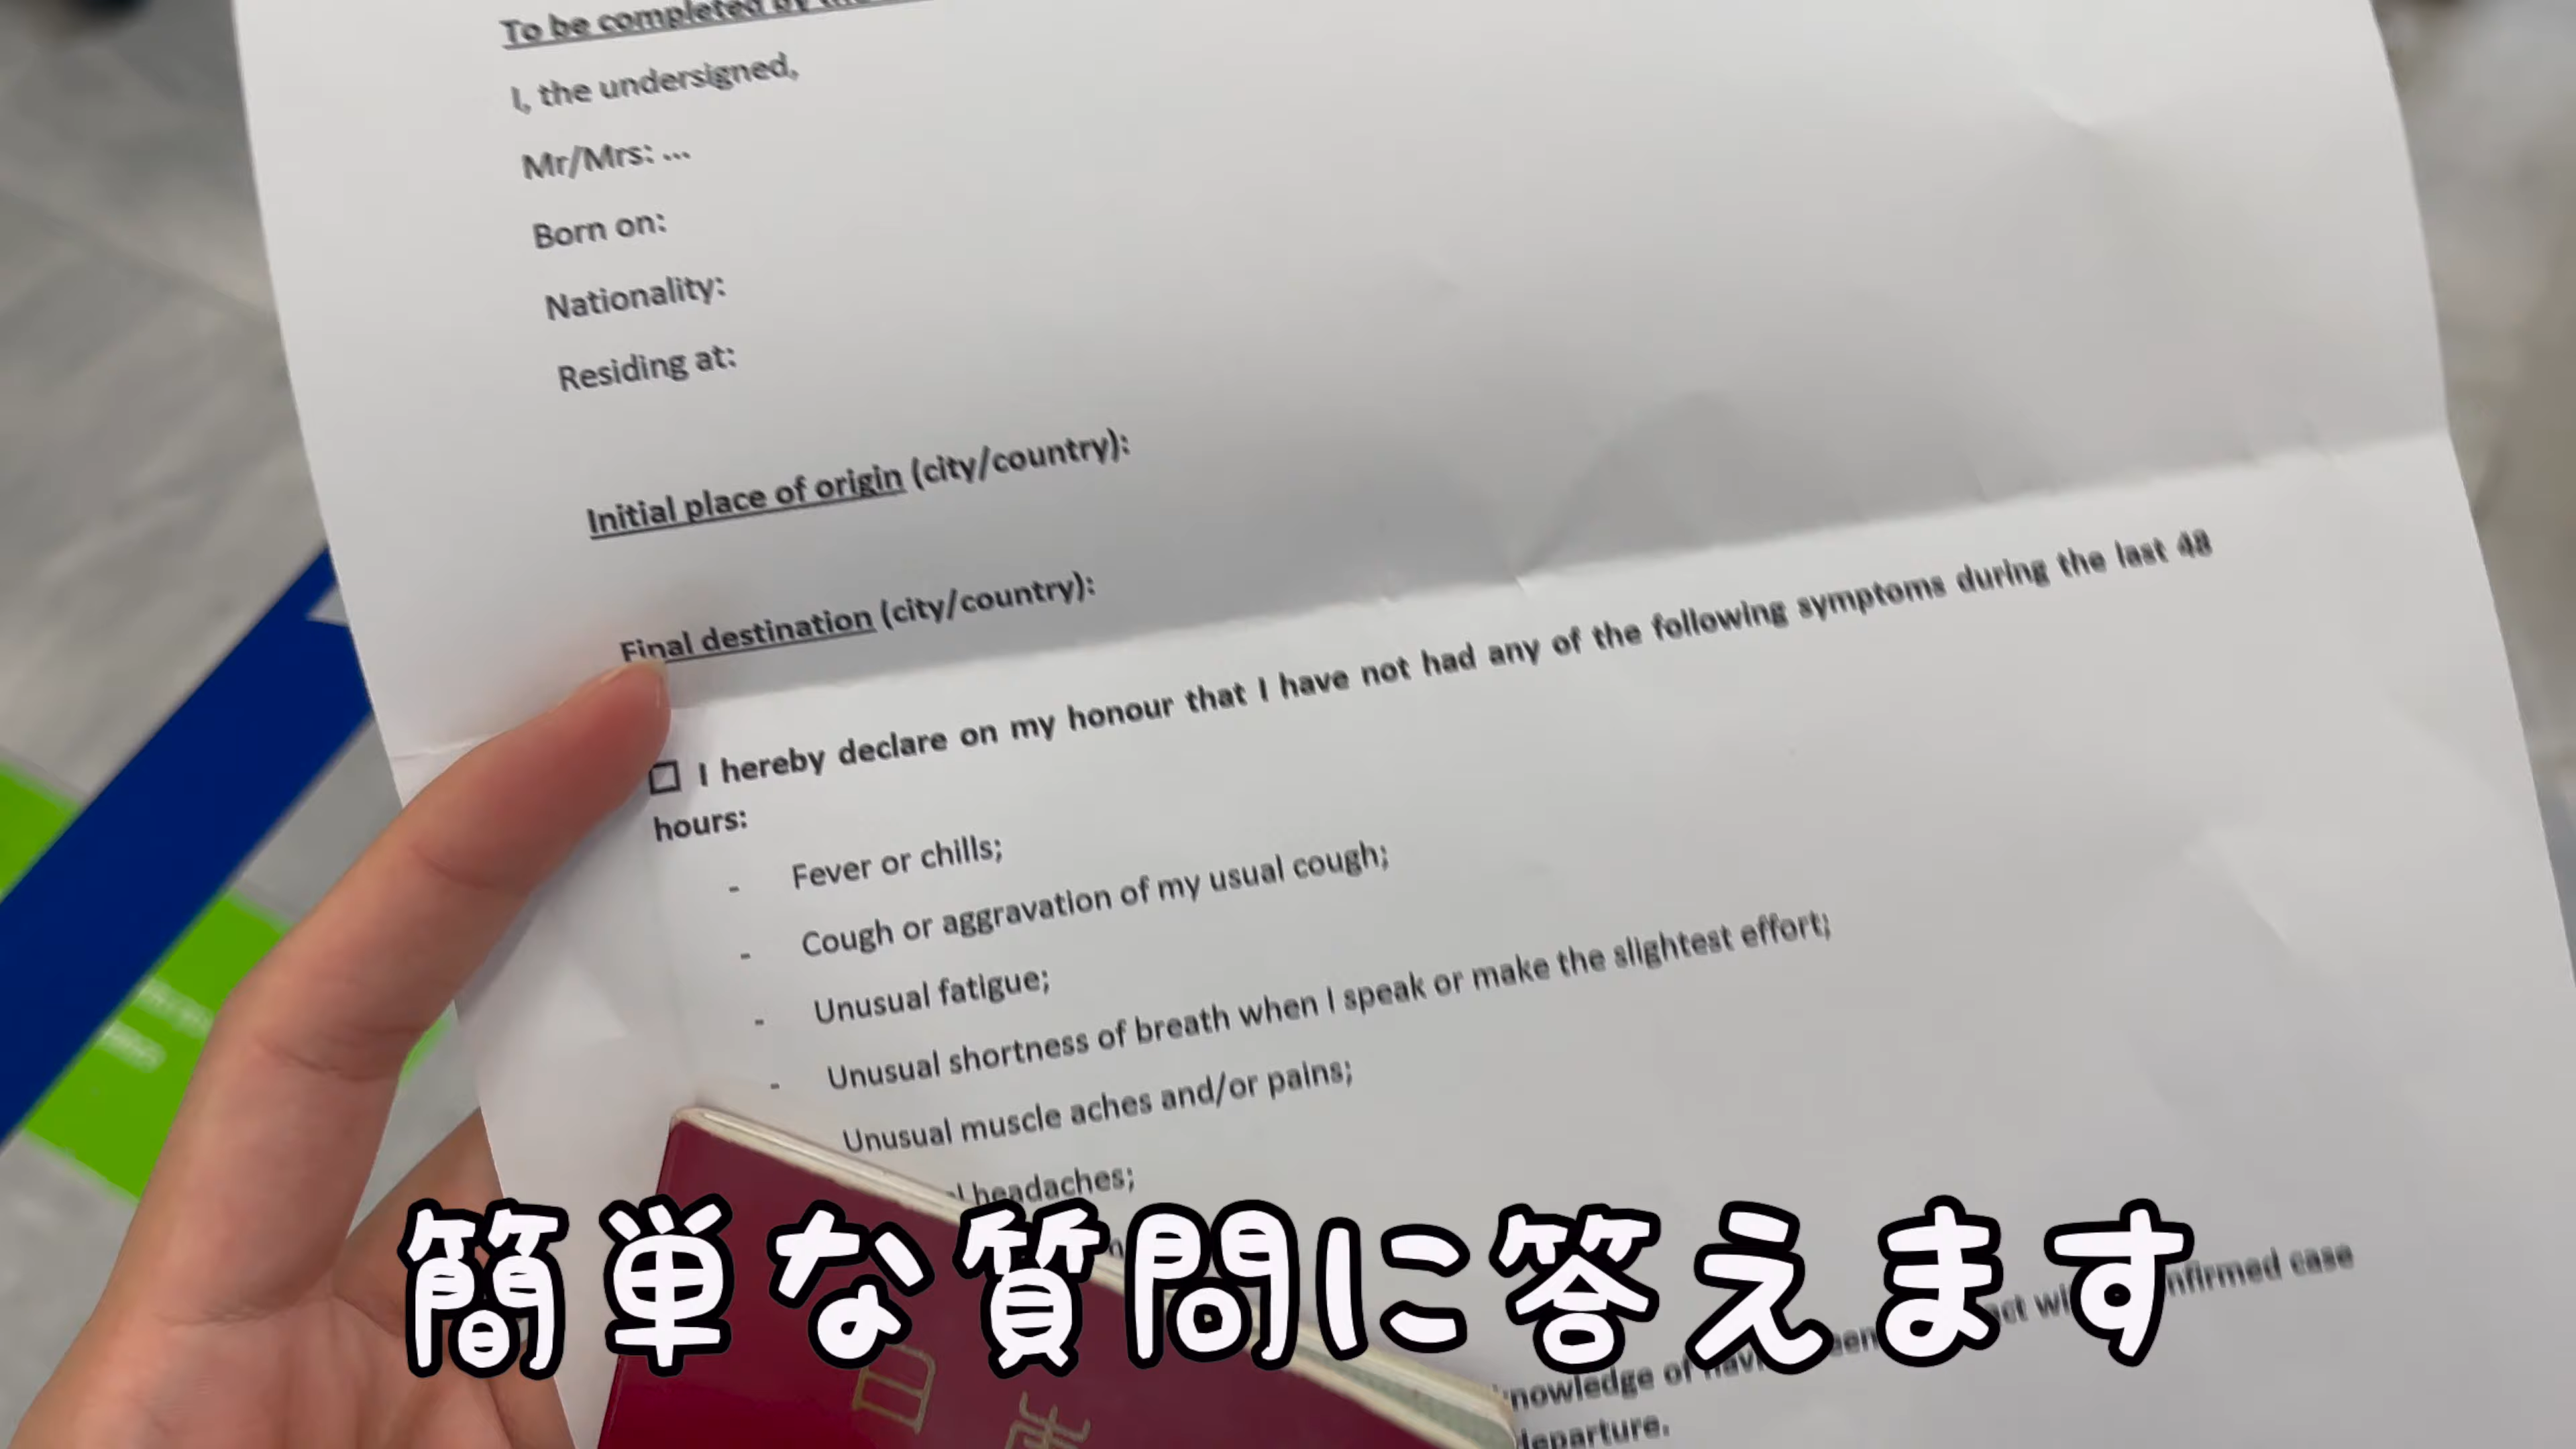 To be completed by
I, the undersigned,
Mr/Mrs: ...
Born on:
Nationality:
Residing at:
Initial place of origin (city/country):
Final destination (city/country):
☐ I hereby declare on my honour that I have not had any of the following symptoms during the last 48
hours:
- Fever or chills;
- Cough or aggravation of my usual cough;
- Unusual fatigue;
- Unusual shortness of breath when I speak or make the slightest effort;
Unusual muscle aches and/or pains;
headaches;
case
of
departure.
日
簡単な質問に答えます